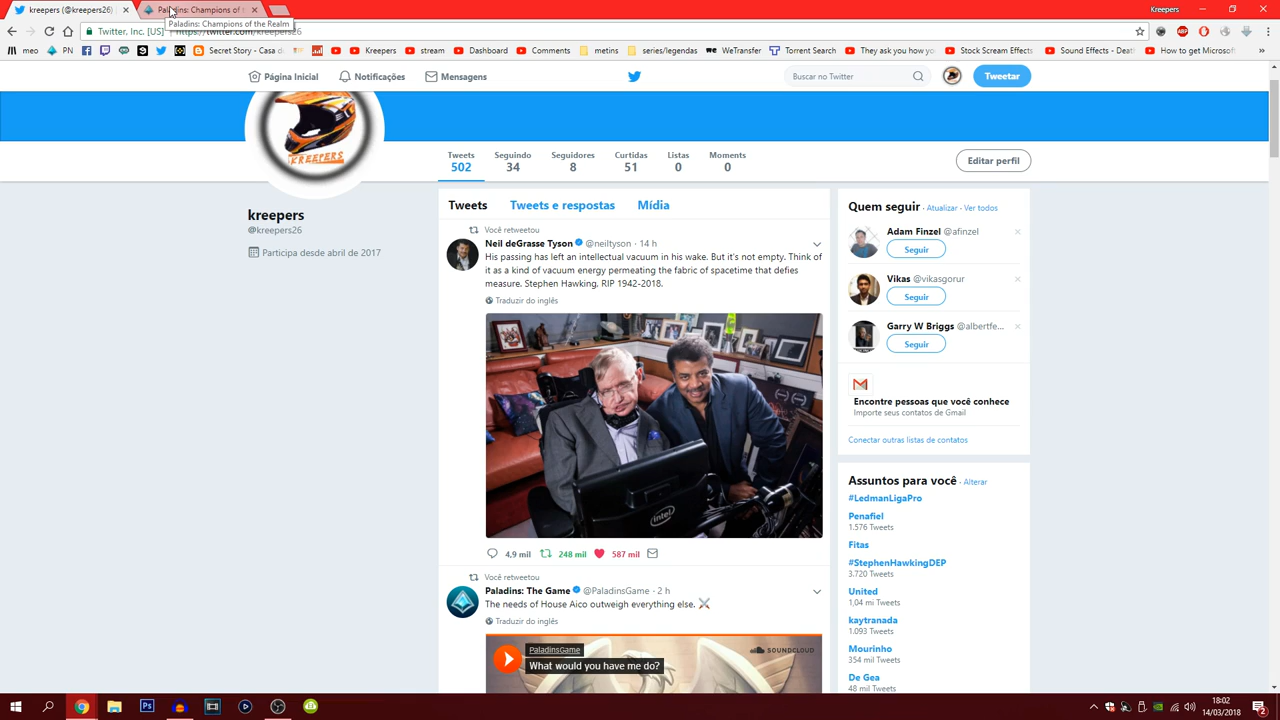 kreepers (@kreepers26)
Paladins: Champions of t
Kreepers
Paladins: Champions of the Realm
Twitter, Inc. [US]
https://twitter.com/kreepers26
meo
PN
Secret Story - Casa d
Kreepers
stream
Dashboard
Comments
metins
series/legendas
WeTransfer
Torrent Search
They ask you how yo
Stock Scream Effects
Sound Effects - Death
How to get Microsof
Página Inicial
Notificações
Mensagens
Buscar no Twitter
Tweetar
KREEPERS
Tweets
Seguindo
Seguidores
Curtidas
Listas
Moments
502
34
8
51
0
0
Editar perfil
kreepers
@kreepers26
Participa desde abril de 2017
Tweets
Tweets e respostas
Mídia
Você retweetou
Neil deGrasse Tyson @neiltyson · 14 h
His passing has left an intellectual vacuum in his wake. But it's not empty. Think of
it as a kind of vacuum energy permeating the fabric of spacetime that defies
measure. Stephen Hawking, RIP 1942-2018.
Traduzir do inglês
intel
4,9 mil
248 mil
587 mil
Você retweetou
Paladins: The Game @PaladinsGame · 2 h
The needs of House Aico outweigh everything else.
Traduzir do inglês
PaladinsGame
SOUNDCLOUD
What would you have me do?
Quem seguir · Atualizar · Ver todos
Adam Finzel @afinzel
Seguir
Vikas @vikasgorur
Seguir
Garry W Briggs @albertfe...
Seguir
Encontre pessoas que você conhece
Importe seus contatos de Gmail
Conectar outras listas de contatos
Assuntos para você · Alterar
#LedmanLigaPro
Penafiel
1.576 Tweets
Fitas
#StephenHawkingDEP
3.720 Tweets
United
1,04 mi Tweets
kaytranada
1.093 Tweets
Mourinho
354 mil Tweets
De Gea
48 mil Tweets
18:02
14/03/2018
2